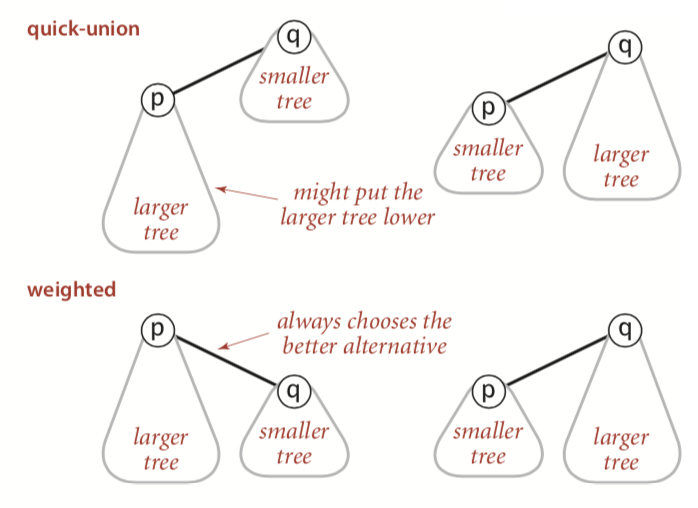 quick-union
q
smaller
tree
p
larger
tree
might put the
larger tree lower
q
p
smaller
tree
larger
tree
weighted
p
always chooses the
better alternative
q
larger
tree
smaller
tree
q
p
smaller
tree
larger
tree